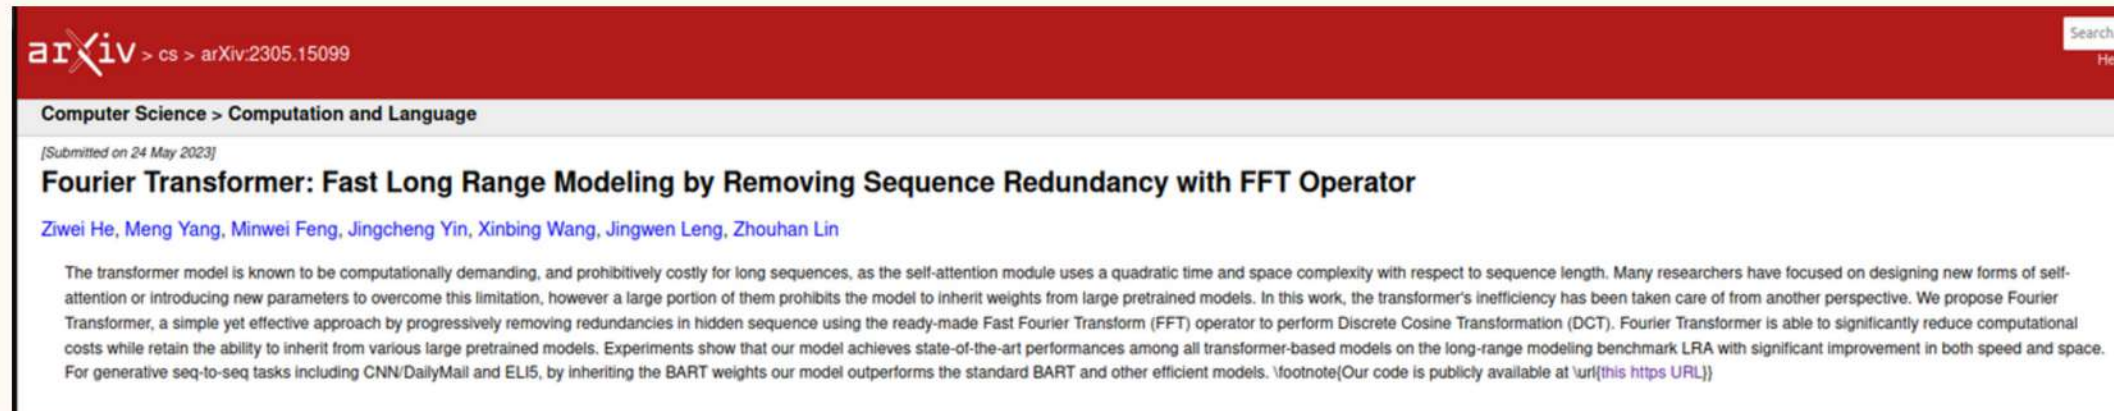 arXiv > cs > arXiv:2305.15099
Search
He
Computer Science > Computation and Language
[Submitted on 24 May 2023]
Fourier Transformer: Fast Long Range Modeling by Removing Sequence Redundancy with FFT Operator
Ziwei He, Meng Yang, Minwei Feng, Jingcheng Yin, Xinbing Wang, Jingwen Leng, Zhouhan Lin
The transformer model is known to be computationally demanding, and prohibitively costly for long sequences, as the self-attention module uses a quadratic time and space complexity with respect to sequence length. Many researchers have focused on designing new forms of self-
attention or introducing new parameters to overcome this limitation, however a large portion of them prohibits the model to inherit weights from large pretrained models. In this work, the transformer's inefficiency has been taken care of from another perspective. We propose Fourier
Transformer, a simple yet effective approach by progressively removing redundancies in hidden sequence using the ready-made Fast Fourier Transform (FFT) operator to perform Discrete Cosine Transformation (DCT). Fourier Transformer is able to significantly reduce computational
costs while retain the ability to inherit from various large pretrained models. Experiments show that our model achieves state-of-the-art performances among all transformer-based models on the long-range modeling benchmark LRA with significant improvement in both speed and space.
For generative seq-to-seq tasks including CNN/DailyMail and ELI5, by inheriting the BART weights our model outperforms the standard BART and other efficient models. \footnote{Our code is publicly available at \url{this https URL}}